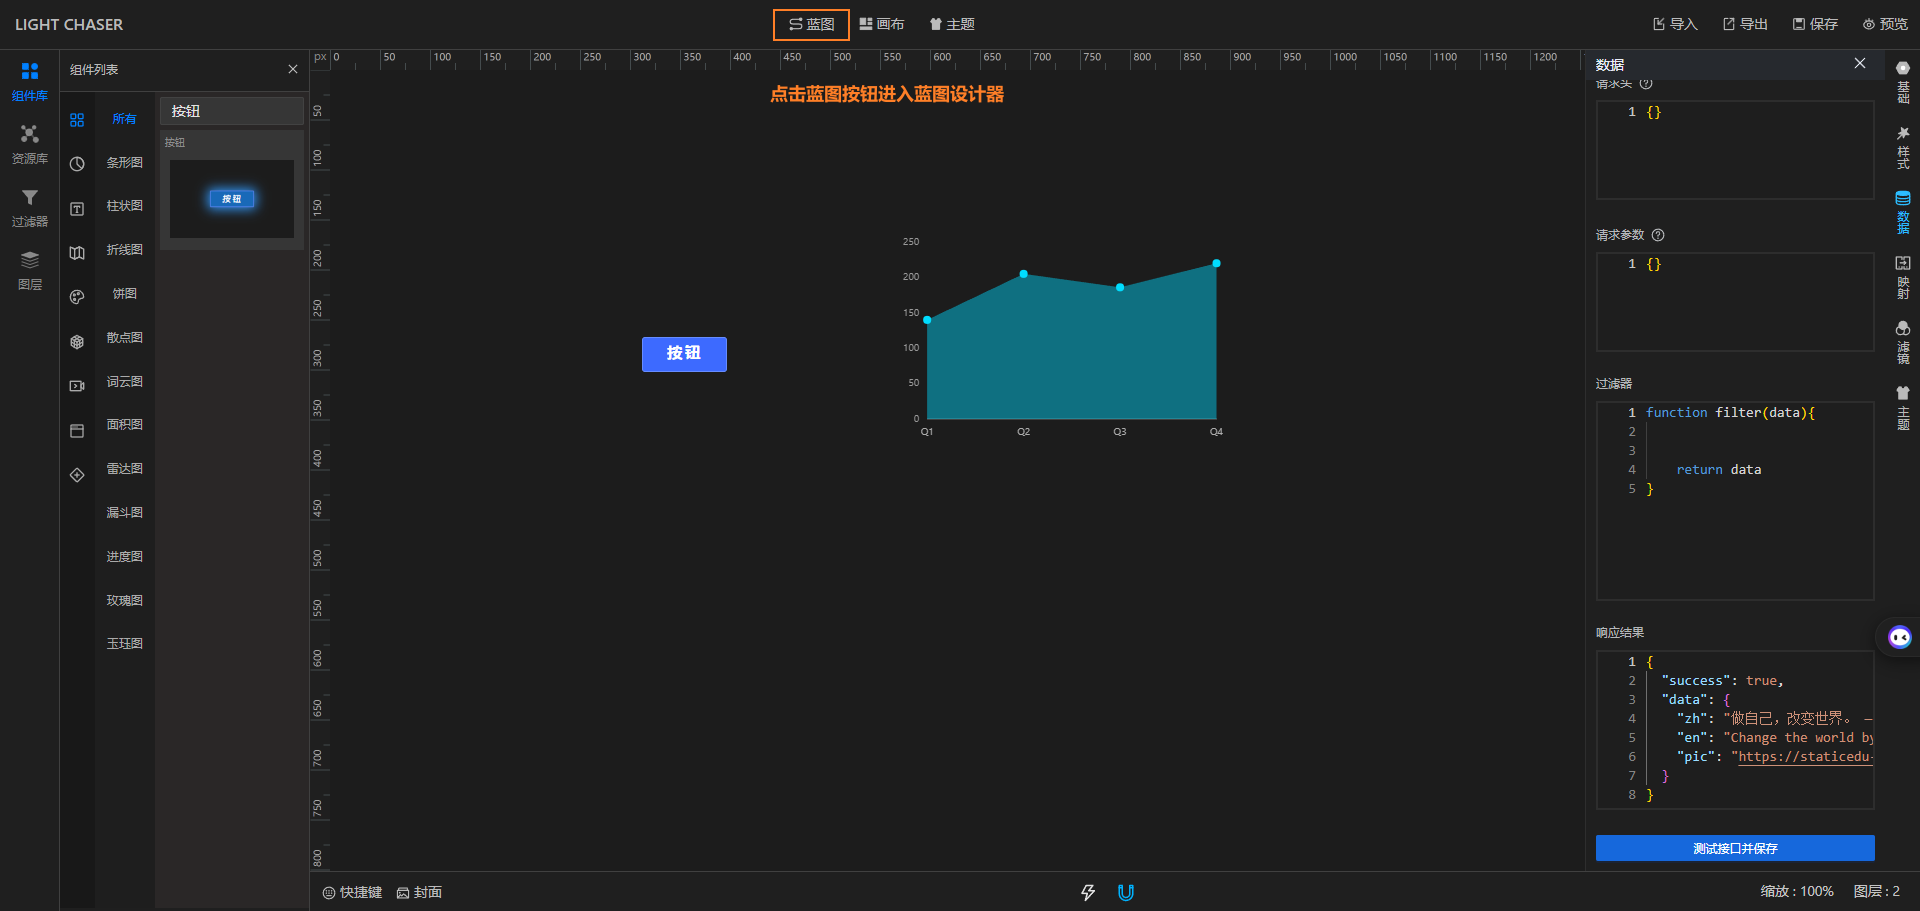 LIGHT CHASER
蓝图
画布
主题
导入
导出
保存
预览
组件库
资源库
过滤器
图层
组件列表
所有
条形图
柱状图
折线图
饼图
散点图
词云图
面积图
雷达图
漏斗图
进度图
玫瑰图
玉珏图
按钮
按钮
按钮
px
0 50 100 150 200 250 300 350 400 450 500 550 600 650 700 750 800 850 900 950 1000 1050 1100 1150 1200
50
100
150
200
250
300
350
400
450
500
550
600
650
700
750
800
点击蓝图按钮进入蓝图设计器
按钮
250
200
150
100
50
0
Q1 Q2 Q3 Q4
数据
请求头
1 {}
请求参数
1 {}
过滤器
1 function filter(data){
2
3
4 return data
5 }
响应结果
1 {
2 "success": true,
3 "data": {
4 "zh": "做自己，改变世界。 —
5 "en": "Change the world by
6 "pic": "https://staticedu-
7 }
8 }
测试接口并保存
基础
样式
数据
映射
滤镜
主题
快捷键
封面
缩放 : 100%
图层 : 2